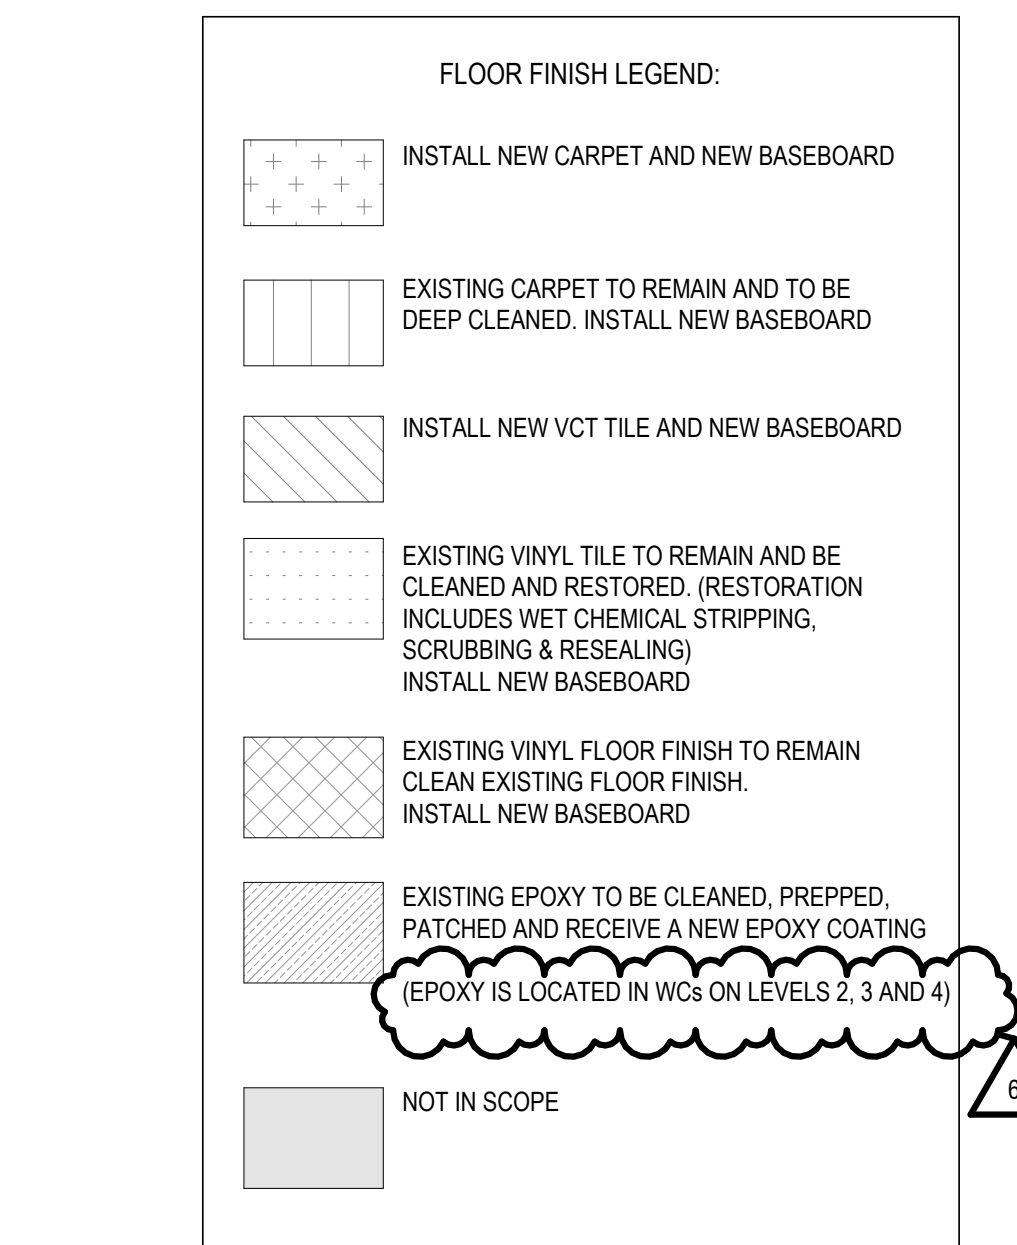 FLOOR FINISH LEGEND:
INSTALL NEW CARPET AND NEW BASEBOARD
EXISTING CARPET TO REMAIN AND TO BE
DEEP CLEANED. INSTALL NEW BASEBOARD
INSTALL NEW VCT TILE AND NEW BASEBOARD
EXISTING VINYL TILE TO REMAIN AND BE
CLEANED AND RESTORED. (RESTORATION
INCLUDES WET CHEMICAL STRIPPING,
SCRUBBING & RESEALING)
INSTALL NEW BASEBOARD
EXISTING VINYL FLOOR FINISH TO REMAIN
CLEAN EXISTING FLOOR FINISH.
INSTALL NEW BASEBOARD
EXISTING EPOXY TO BE CLEANED, PREPPED,
PATCHED AND RECEIVE A NEW EPOXY COATING
(EPOXY IS LOCATED IN WCs ON LEVELS 2, 3 AND 4)
6
NOT IN SCOPE